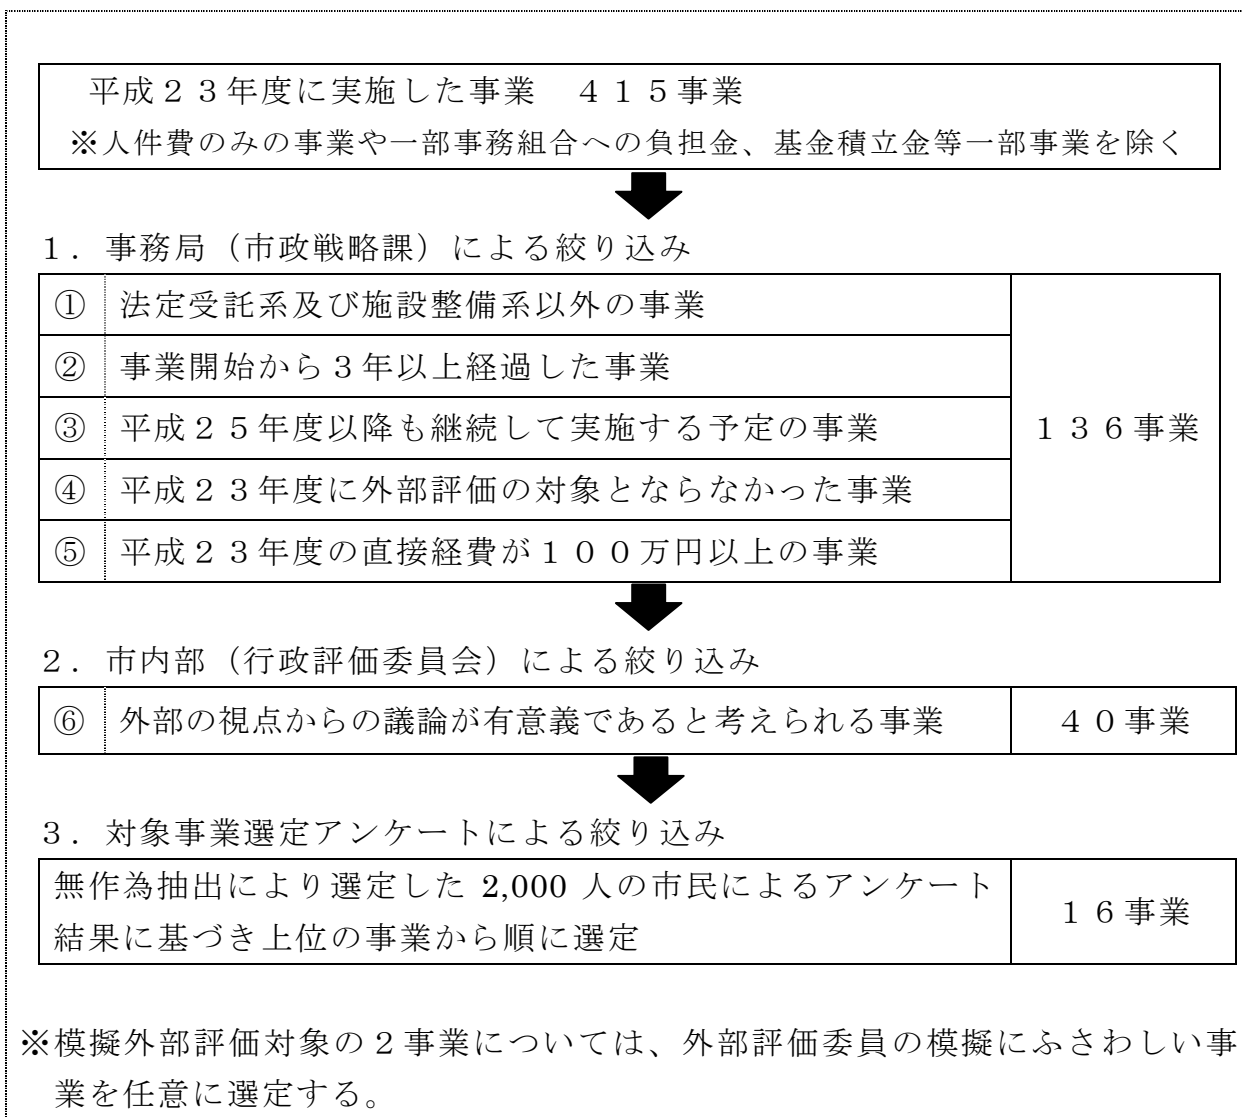 平成２３年度に実施した事業　４１５事業
※人件費のみの事業や一部事務組合への負担金、基金積立金等一部事業を除く
１．事務局（市政戦略課）による絞り込み
① 法定受託系及び施設整備系以外の事業
② 事業開始から３年以上経過した事業
③ 平成２５年度以降も継続して実施する予定の事業
１３６事業
④ 平成２３年度に外部評価の対象とならなかった事業
⑤ 平成２３年度の直接経費が１００万円以上の事業
２．市内部（行政評価委員会）による絞り込み
⑥ 外部の視点からの議論が有意義であると考えられる事業　４０事業
３．対象事業選定アンケートによる絞り込み
無作為抽出により選定した 2,000 人の市民によるアンケート
結果に基づき上位の事業から順に選定
１６事業
※模擬外部評価対象の２事業については、外部評価委員の模擬にふさわしい事
業を任意に選定する。